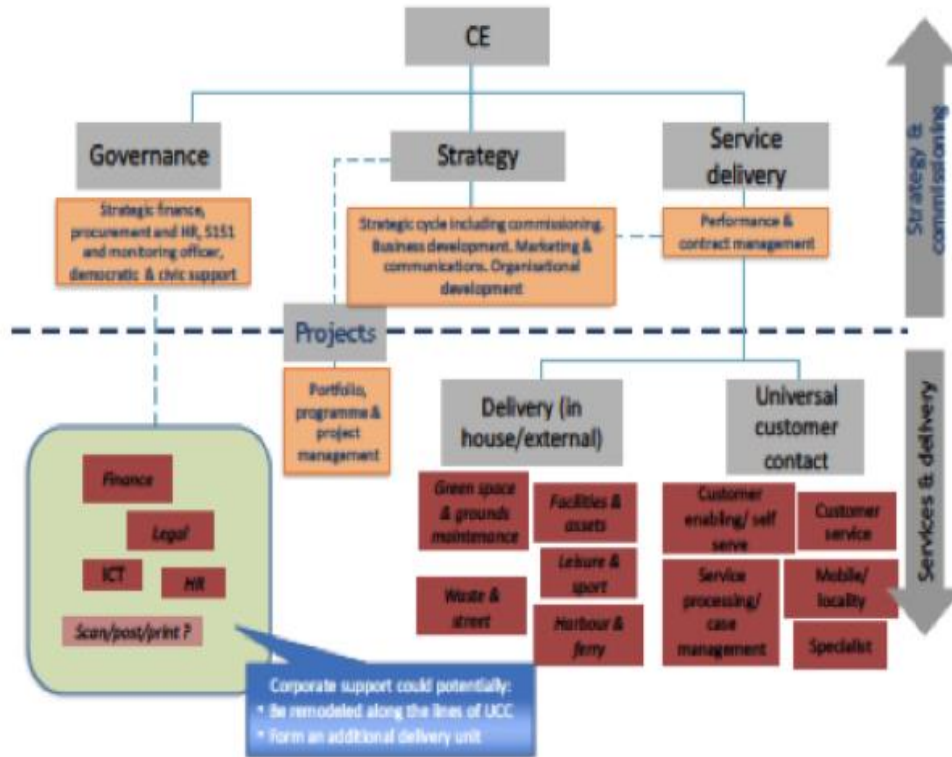 CE
Governance
Strategy
Service
delivery
Strategic finance,
procurement and HR, S151
and monitoring officer,
democratic & civic support
Strategic cycle including commissioning.
Business development. Marketing &
communications. Organisational
development
Performance &
contract management
Strategy &
commissioning
Projects
Portfolio,
programme &
project
management
Delivery (in
house/external)
Universal
customer
contact
Services & delivery
Finance
Legal
ICT
HR
Scan/post/print ?
Green space
& grounds
maintenance
Facilities &
assets
Leisure &
sport
Waste &
street
Harbour &
ferry
Customer
enabling/ self
serve
Customer
service
Service
processing/
case
management
Mobile/
locality
Specialist
Corporate support could potentially:
• Be remodeled along the lines of UCC
• Form an additional delivery unit